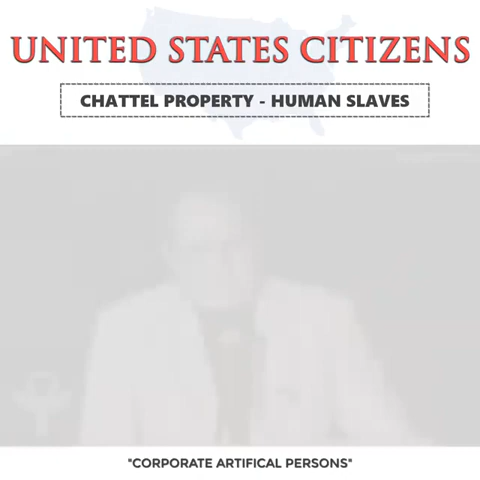 UNITED STATES CITIZENS
CHATTEL PROPERTY - HUMAN SLAVES
"CORPORATE ARTIFICAL PERSONS"